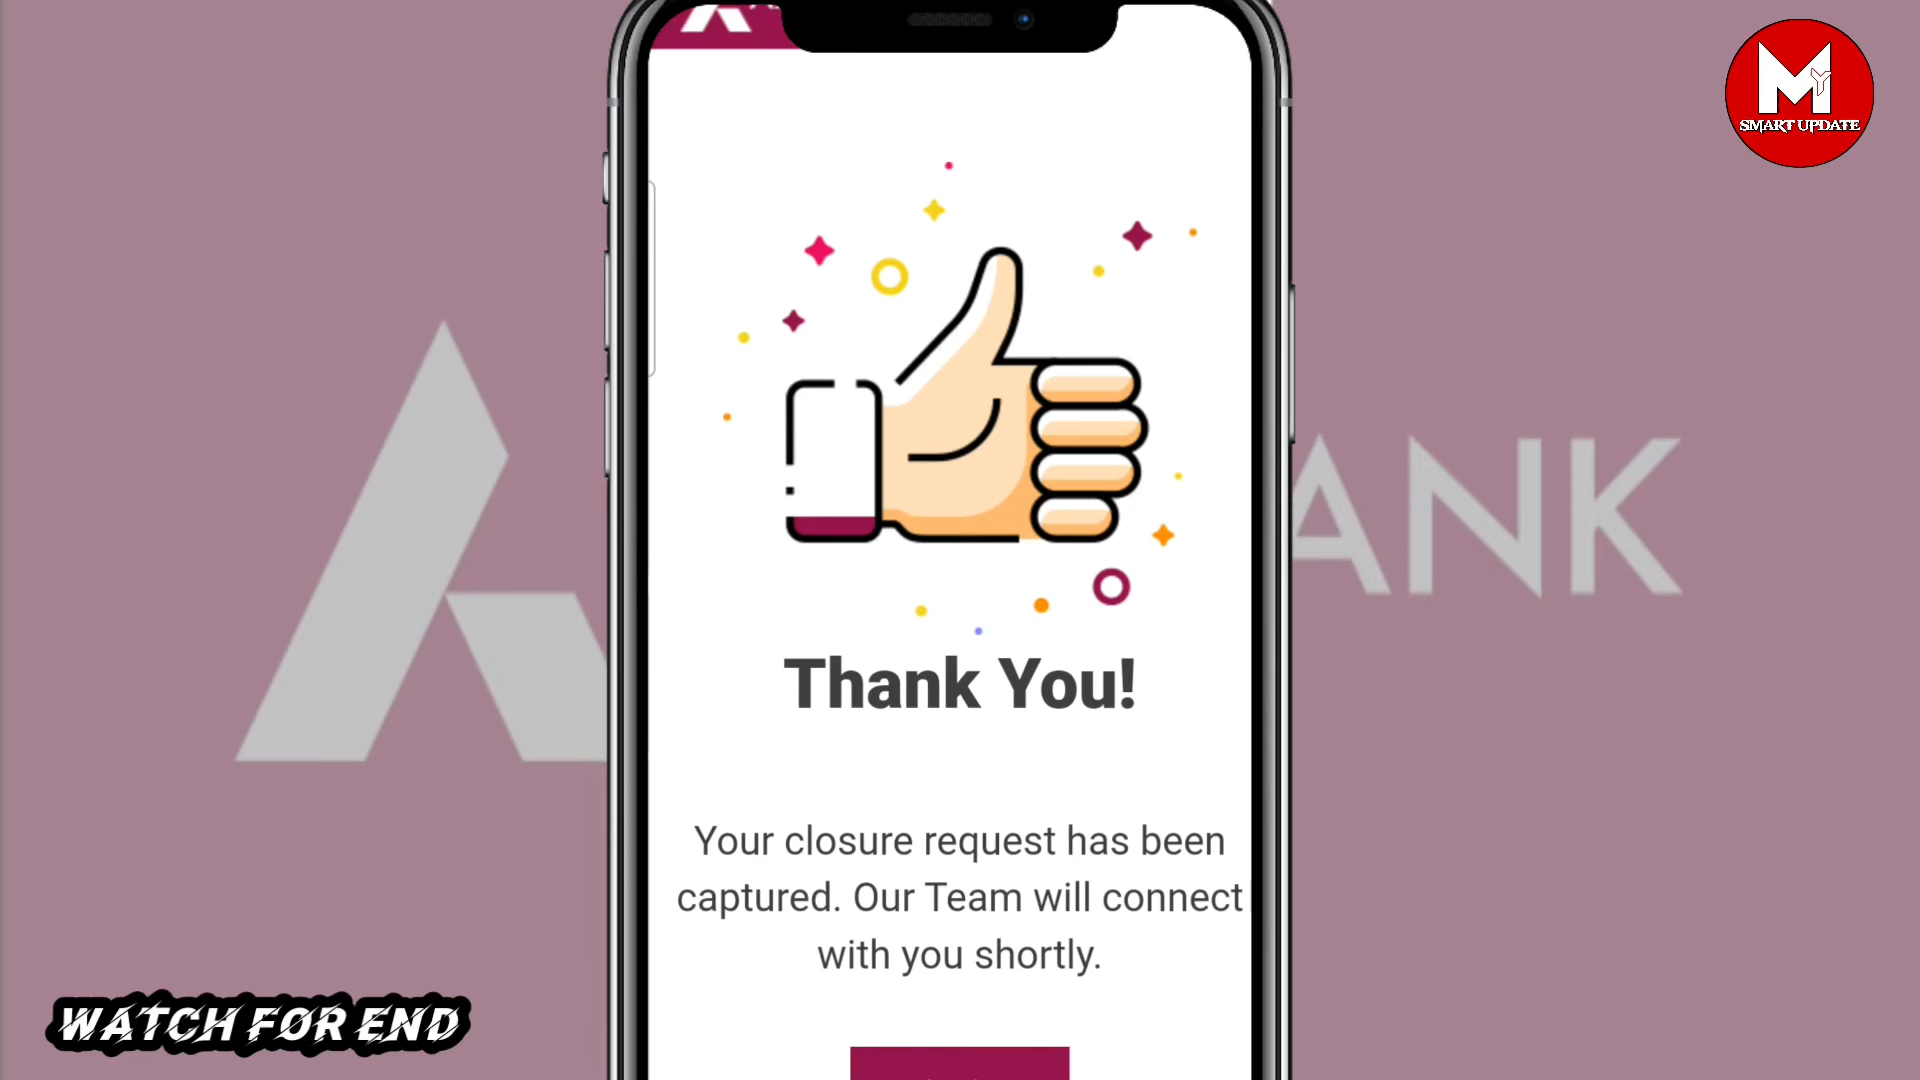 M
Y
SMART UPDATE
ANK
Thank You!
Your closure request has been
captured. Our Team will connect
with you shortly.
WATCH FOR END